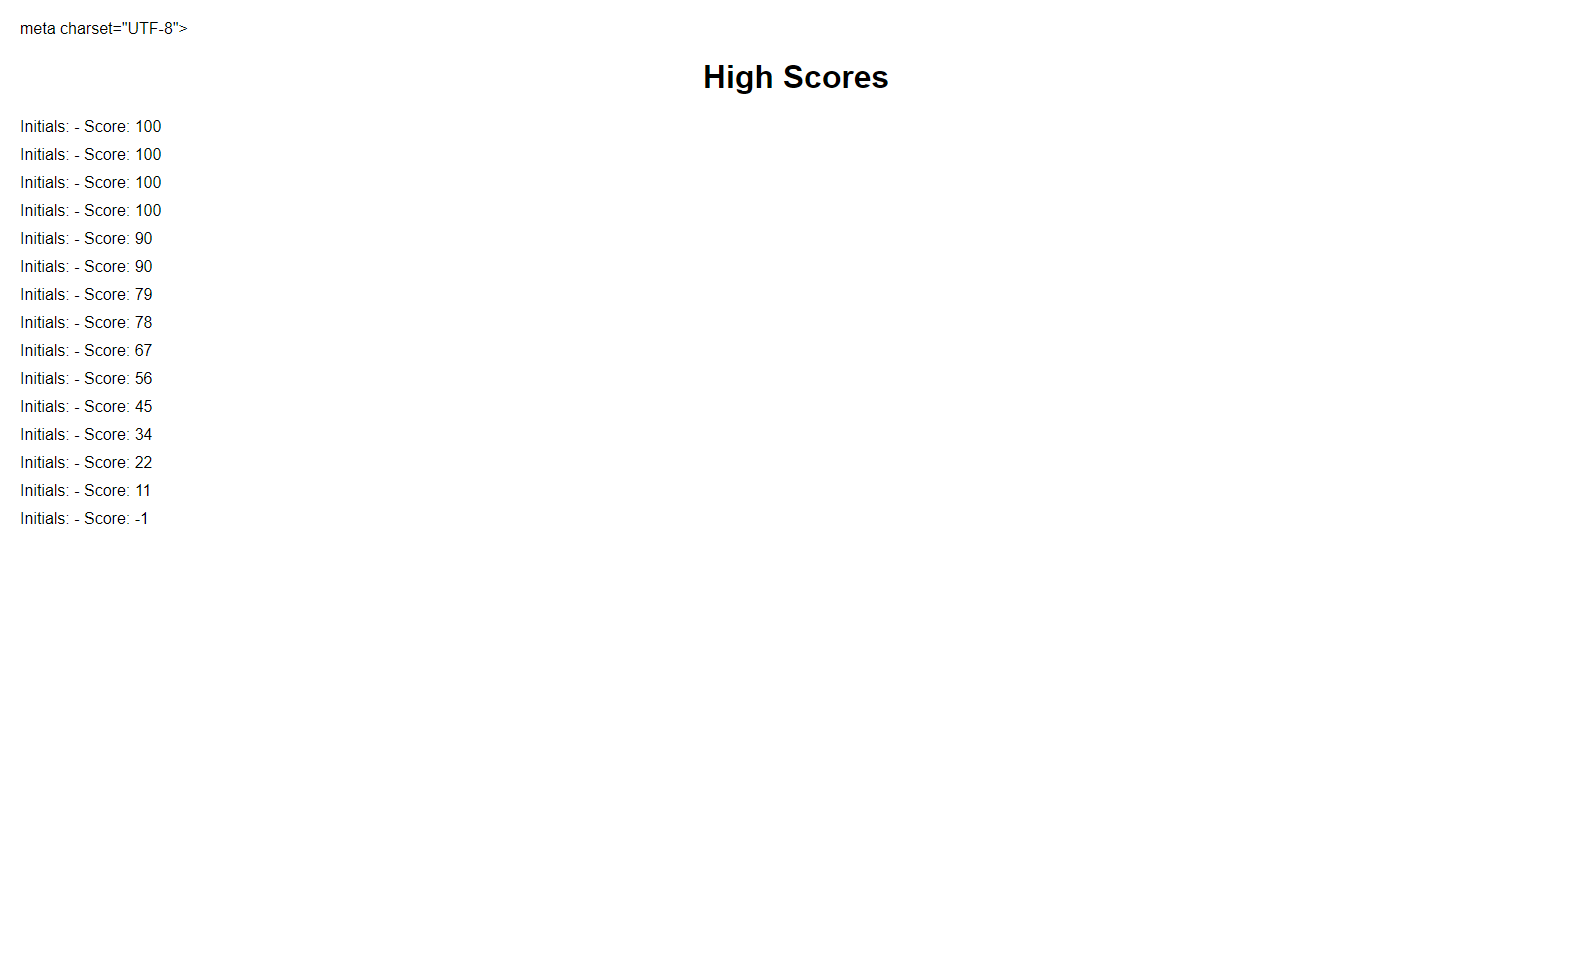 meta charset="UTF-8">
High Scores
Initials: - Score: 100
Initials: - Score: 100
Initials: - Score: 100
Initials: - Score: 100
Initials: - Score: 90
Initials: - Score: 90
Initials: - Score: 79
Initials: - Score: 78
Initials: - Score: 67
Initials: - Score: 56
Initials: - Score: 45
Initials: - Score: 34
Initials: - Score: 22
Initials: - Score: 11
Initials: - Score: -1